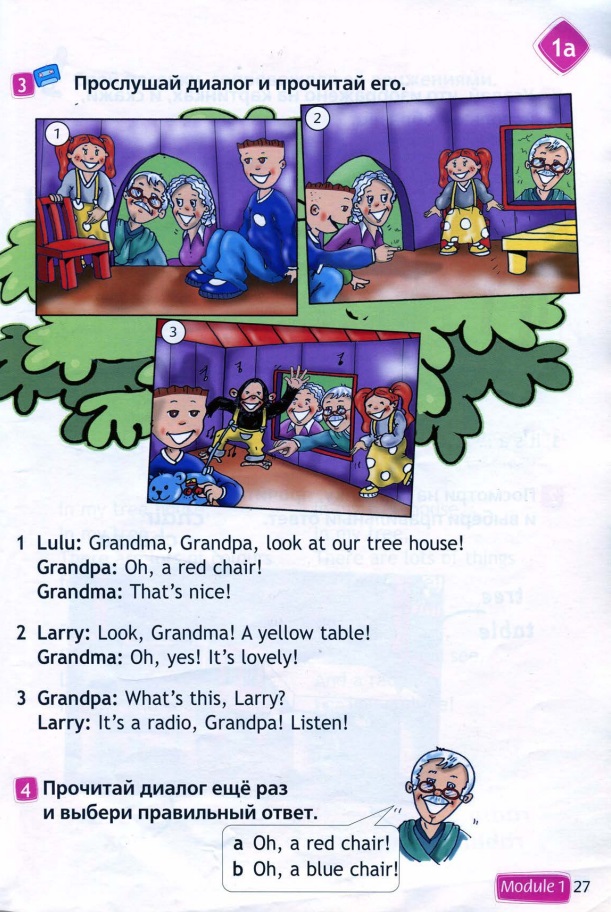 1a
3 Прослушай диалог и прочитай его.
1
2
3
1 Lulu: Grandma, Grandpa, look at our tree house!
Grandpa: Oh, a red chair!
Grandma: That's nice!
2 Larry: Look, Grandma! A yellow table!
Grandma: Oh, yes! It's lovely!
3 Grandpa: What's this, Larry?
Larry: It's a radio, Grandpa! Listen!
4 Прочитай диалог ещё раз
и выбери правильный ответ.
a Oh, a red chair!
b Oh, a blue chair!
Module 1 27